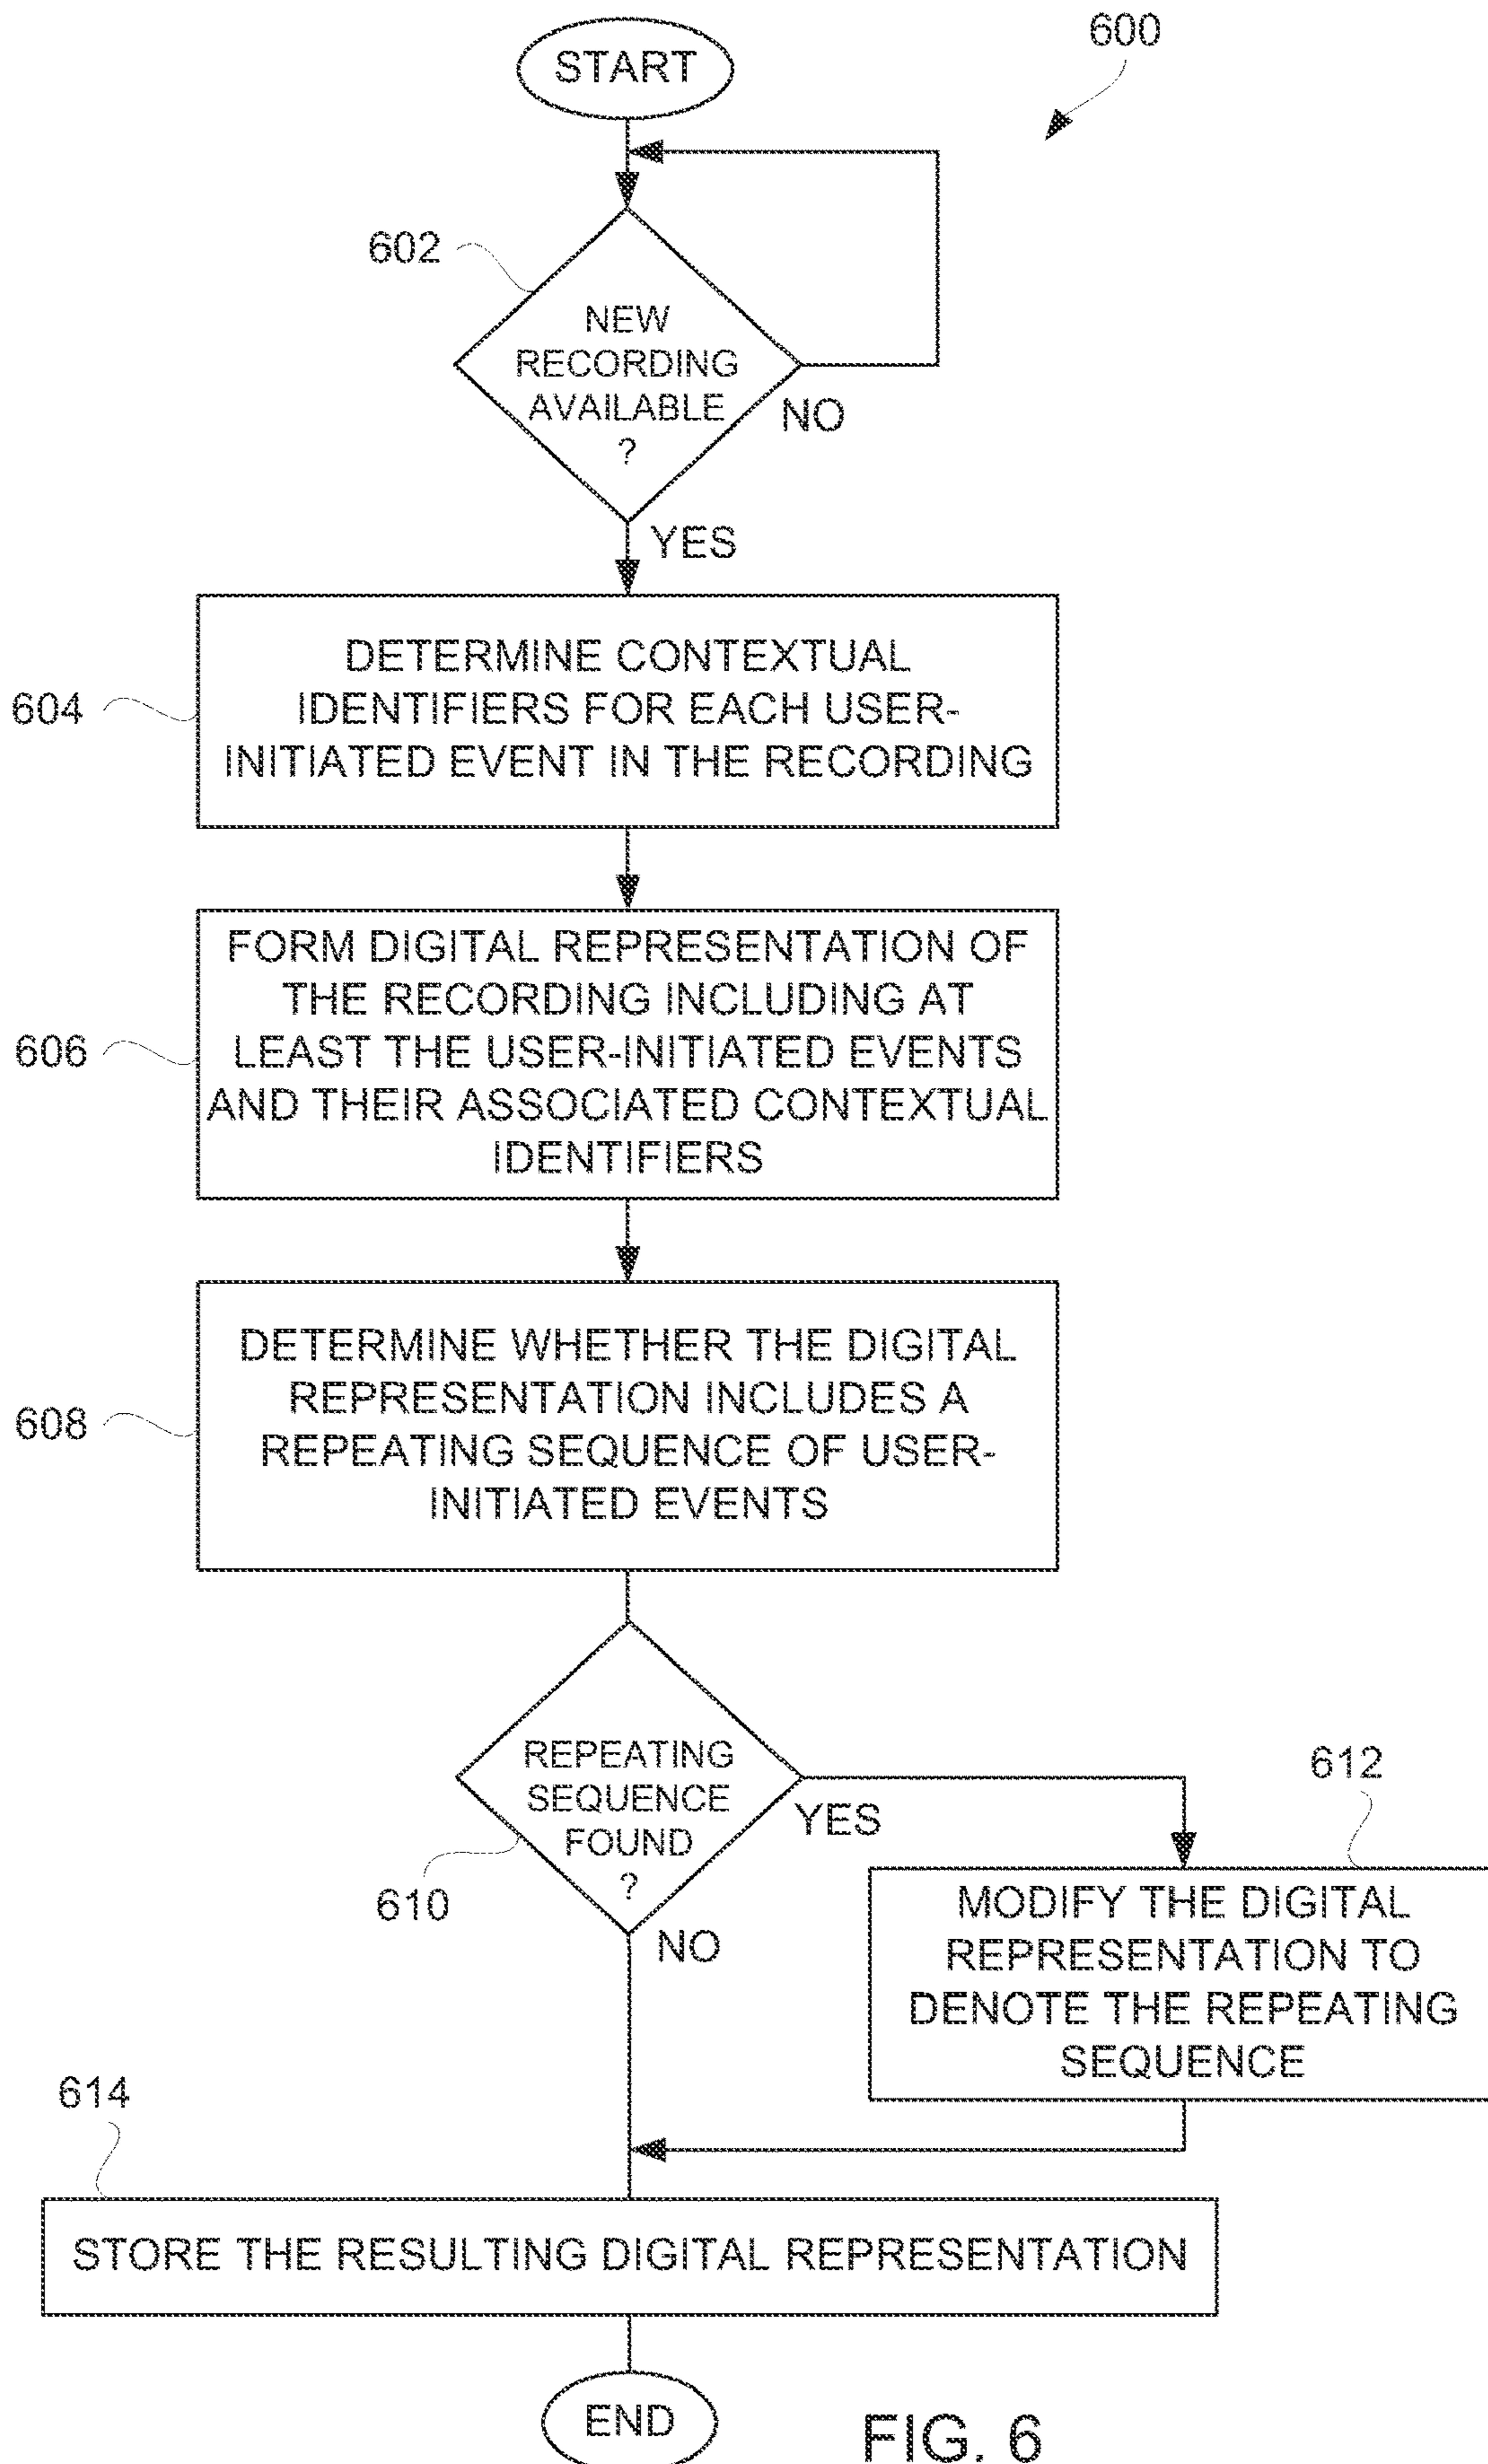 600
START
602
NEW
RECORDING
AVAILABLE
?
NO
YES
604
DETERMINE CONTEXTUAL
IDENTIFIERS FOR EACH USER-
INITIATED EVENT IN THE RECORDING
606
FORM DIGITAL REPRESENTATION OF
THE RECORDING INCLUDING AT
LEAST THE USER-INITIATED EVENTS
AND THEIR ASSOCIATED CONTEXTUAL
IDENTIFIERS
608
DETERMINE WHETHER THE DIGITAL
REPRESENTATION INCLUDES A
REPEATING SEQUENCE OF USER-
INITIATED EVENTS
610
REPEATING
SEQUENCE
FOUND
?
YES
NO
612
MODIFY THE DIGITAL
REPRESENTATION TO
DENOTE THE REPEATING
SEQUENCE
614
STORE THE RESULTING DIGITAL REPRESENTATION
END
FIG. 6